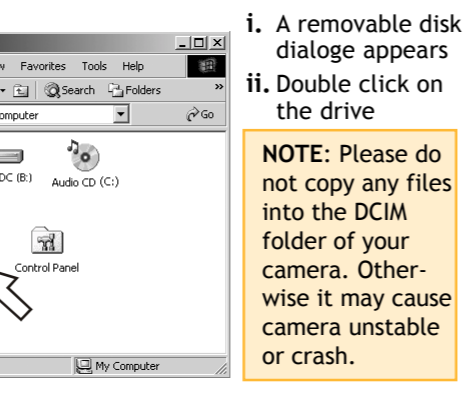 Favorites Tools Help
Search Folders »
omputer Go
DC (B:) Audio CD (C:)
Control Panel
My Computer
i. A removable disk
dialoge appears
ii. Double click on
the drive
NOTE: Please do
not copy any files
into the DCIM
folder of your
camera. Other-
wise it may cause
camera unstable
or crash.